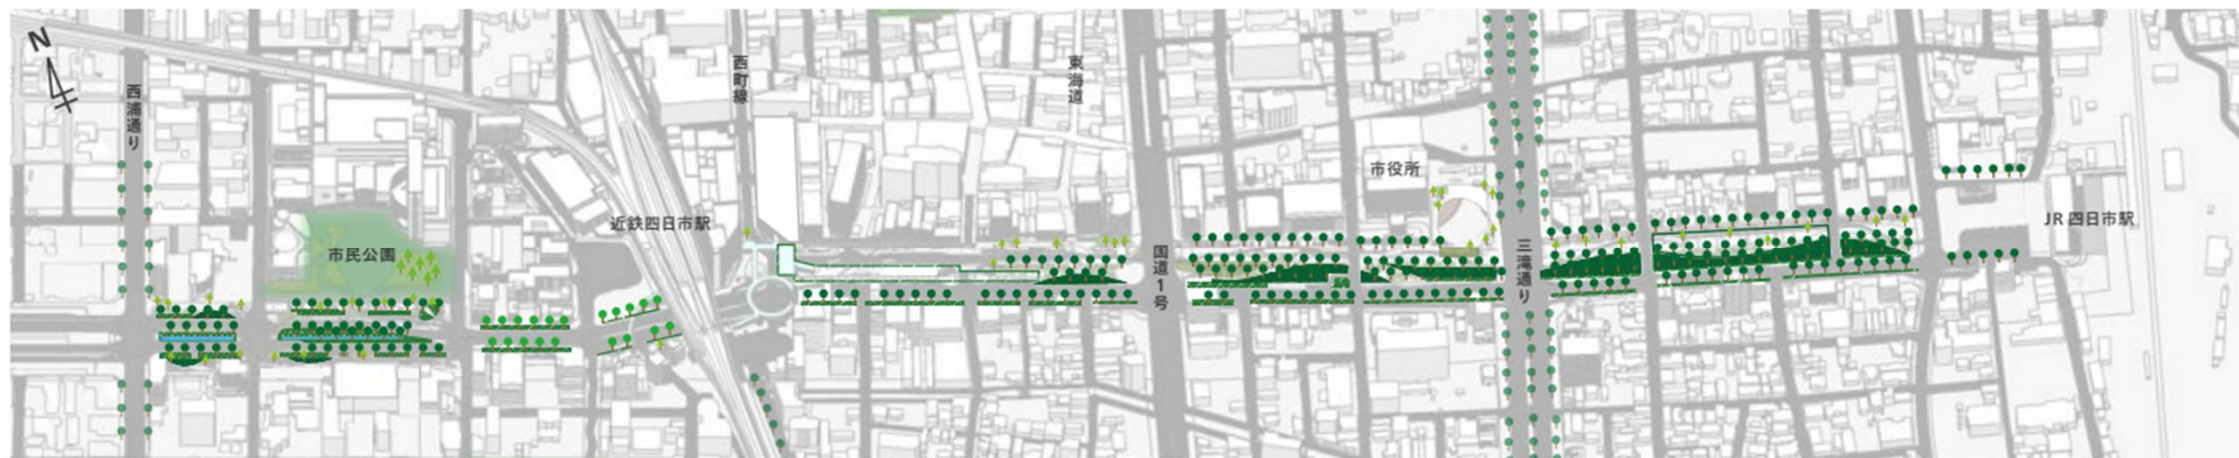 N
西浦通り
市民公園
近鉄四日市駅
西町線
東海道
国道1号
市役所
三滝通り
JR 四日市駅